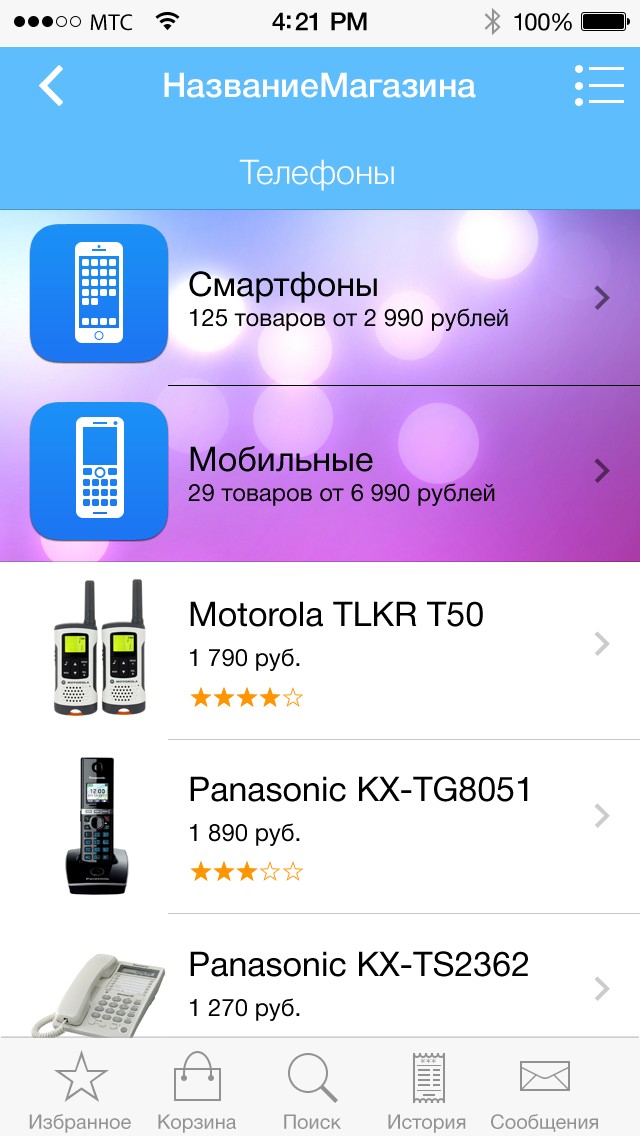 МТС 4:21 PM 100%
НазваниеМагазина
Телефоны
Смартфоны
125 товаров от 2 990 рублей
Мобильные
29 товаров от 6 990 рублей
Motorola TLKR T50
1 790 руб.
Panasonic KX-TG8051
1 890 руб.
Panasonic KX-TS2362
1 270 руб.
Избранное Корзина Поиск История Сообщения